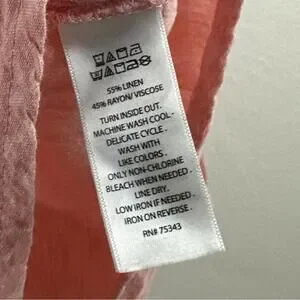 55% LINEN
45% RAYON/VISCOSE
TURN INSIDE OUT.
MACHINE WASH COOL -
DELICATE CYCLE.
WASH WITH
LIKE COLORS.
ONLY NON-CHLORINE
BLEACH WHEN NEEDED.
LINE DRY.
LOW IRON IF NEEDED.
IRON ON REVERSE.
RN# 75343